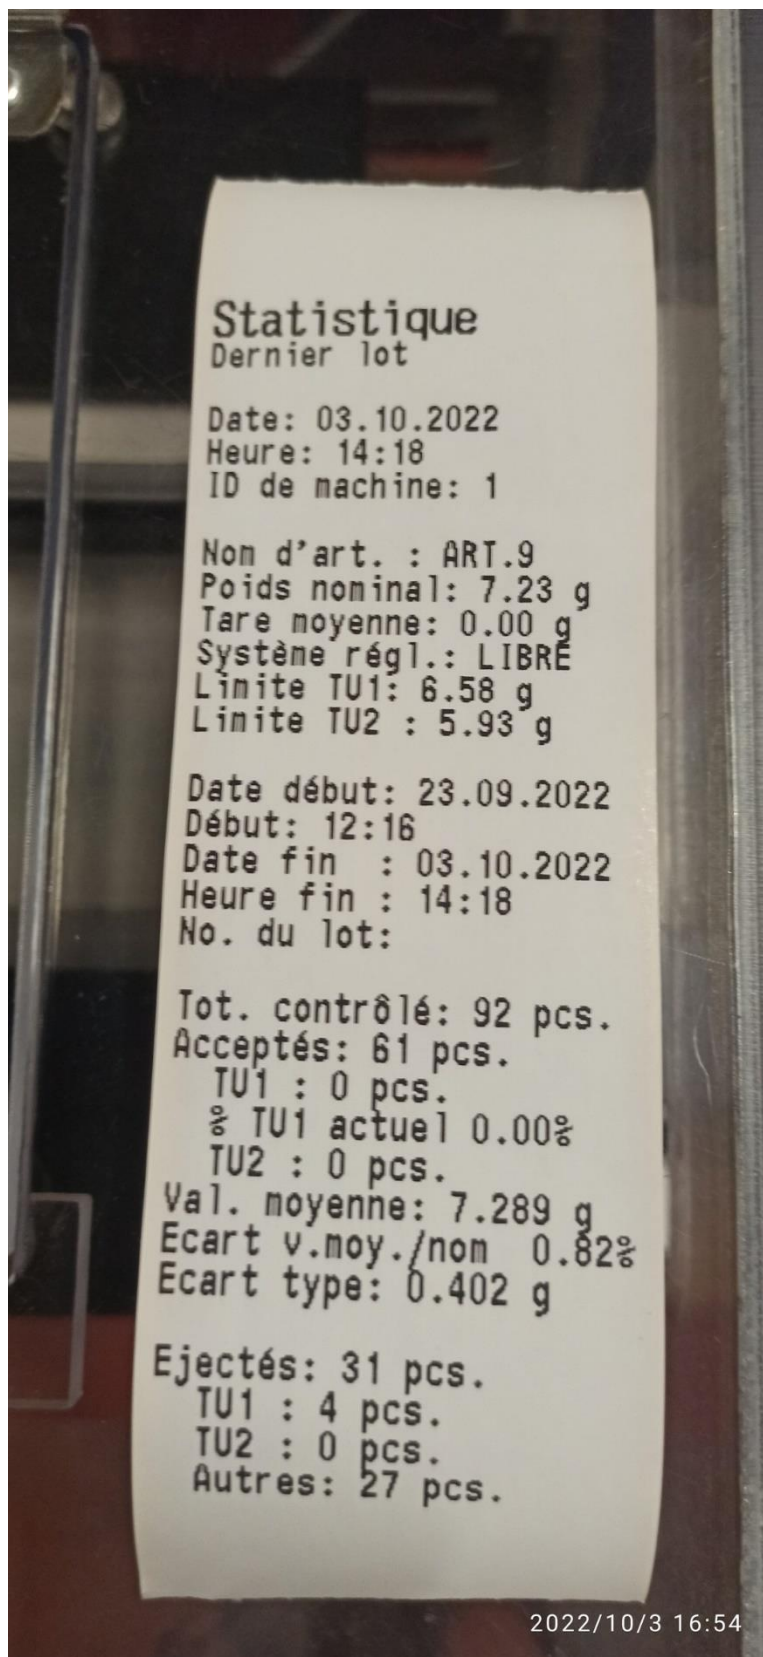 Statistique
Dernier lot
Date: 03.10.2022
Heure: 14:18
ID de machine: 1
Nom d'art. : ART.9
Poids nominal: 7.23 g
Tare moyenne: 0.00 g
Système régl.: LIBRE
Limite TU1: 6.58 g
Limite TU2 : 5.93 g
Date début: 23.09.2022
Début: 12:16
Date fin  : 03.10.2022
Heure fin : 14:18
No. du lot:
Tot. contrôlé: 92 pcs.
Acceptés: 61 pcs.
TU1 : 0 pcs.
% TU1 actuel 0.00%
TU2 : 0 pcs.
Val. moyenne: 7.289 g
Ecart v.moy./nom  0.82%
Ecart type: 0.402 g
Ejectés: 31 pcs.
TU1 : 4 pcs.
TU2 : 0 pcs.
Autres: 27 pcs.
2022/10/3 16:54